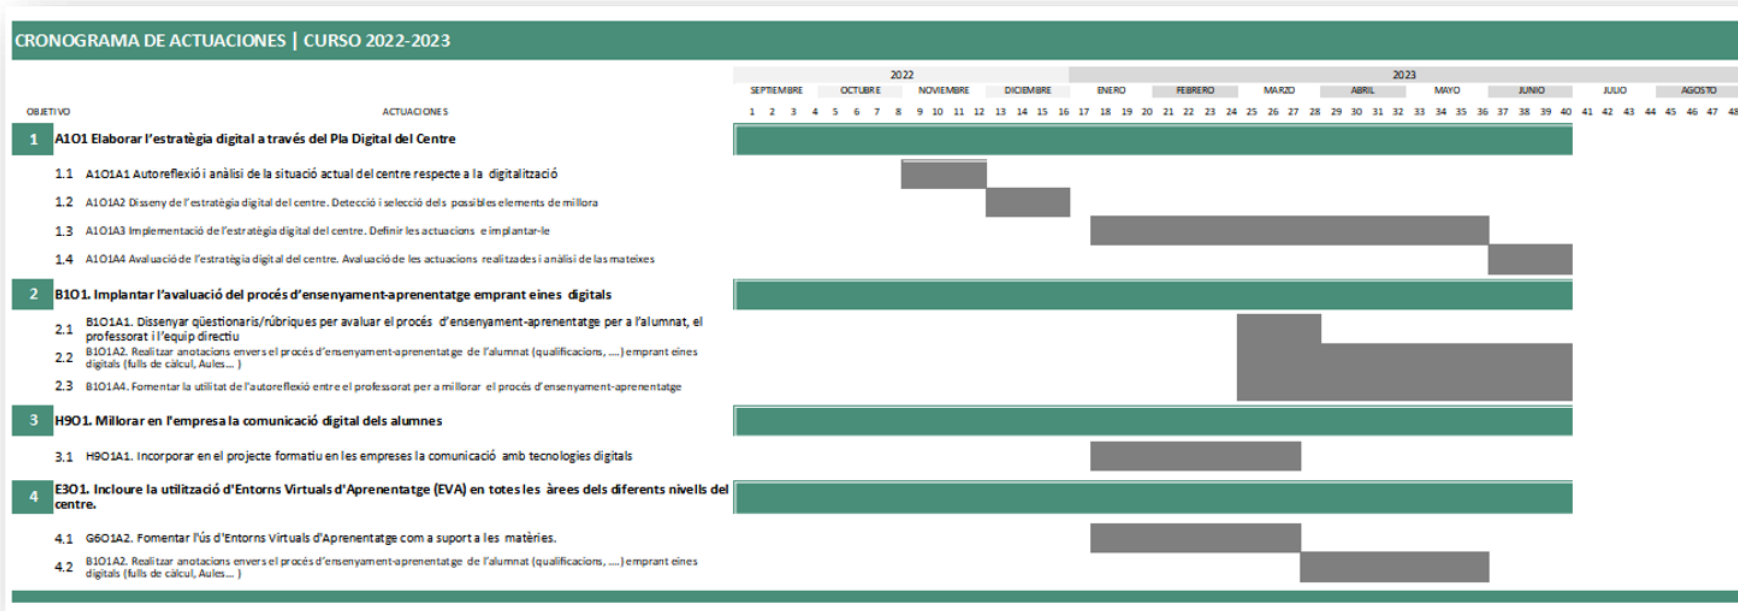 CRONOGRAMA DE ACTUACIONES | CURSO 2022-2023
2022 2023
SEPTIEMBRE OCTUBRE NOVIEMBRE DICIEMBRE ENERO FEBRERO MARZO ABRIL MAYO JUNIO JULIO AGOSTO
OBJETIVO ACTUACIONES 1 2 3 4 5 6 7 8 9 10 11 12 13 14 15 16 17 18 19 20 21 22 23 24 25 26 27 28 29 30 31 32 33 34 35 36 37 38 39 40 41 42 43 44 45 46 47 48
1 A1O1 Elaborar l'estratègia digital a través del Pla Digital del Centre
1.1 A1O1A1 Autoreflexió i anàlisi de la situació actual del centre respecte a la digitalització
1.2 A1O1A2 Disseny de l'estratègia digital del centre. Detecció i selecció dels possibles elements de millora
1.3 A1O1A3 Implementació de l'estratègia digital del centre. Definir les actuacions e implantar-le
1.4 A1O1A4 Avaluació de l'estratègia digital del centre. Avaluació de les actuacions realitzades i anàlisi de las mateixes
2 B1O1. Implantar l'avaluació del procés d'ensenyament-aprenentatge emprant eines digitals
2.1 B1O1A1. Dissenyar qüestionaris/rúbriques per avaluar el procés d'ensenyament-aprenentatge per a l'alumnat, el
professorat i l'equip directiu
2.2 B1O1A2. Realitzar anotacions envers el procés d'ensenyament-aprenentatge de l'alumnat (qualificacions, ....) emprant eines
digitals (fulls de càlcul, Aules... )
2.3 B1O1A4. Fomentar la utilitat de l'autoreflexió entre el professorat per a millorar el procés d'ensenyament-aprenentatge
3 H9O1. Millorar en l'empresa la comunicació digital dels alumnes
3.1 H9O1A1. Incorporar en el projecte formatiu en les empreses la comunicació amb tecnologies digitals
4 E3O1. Incloure la utilització d'Entorns Virtuals d'Aprenentatge (EVA) en totes les àrees dels diferents nivells del
centre.
4.1 G6O1A2. Fomentar l'ús d'Entorns Virtuals d'Aprenentatge com a suport a les matèries.
4.2 B1O1A2. Realitzar anotacions envers el procés d'ensenyament-aprenentatge de l'alumnat (qualificacions, ....) emprant eines
digitals (fulls de càlcul, Aules... )